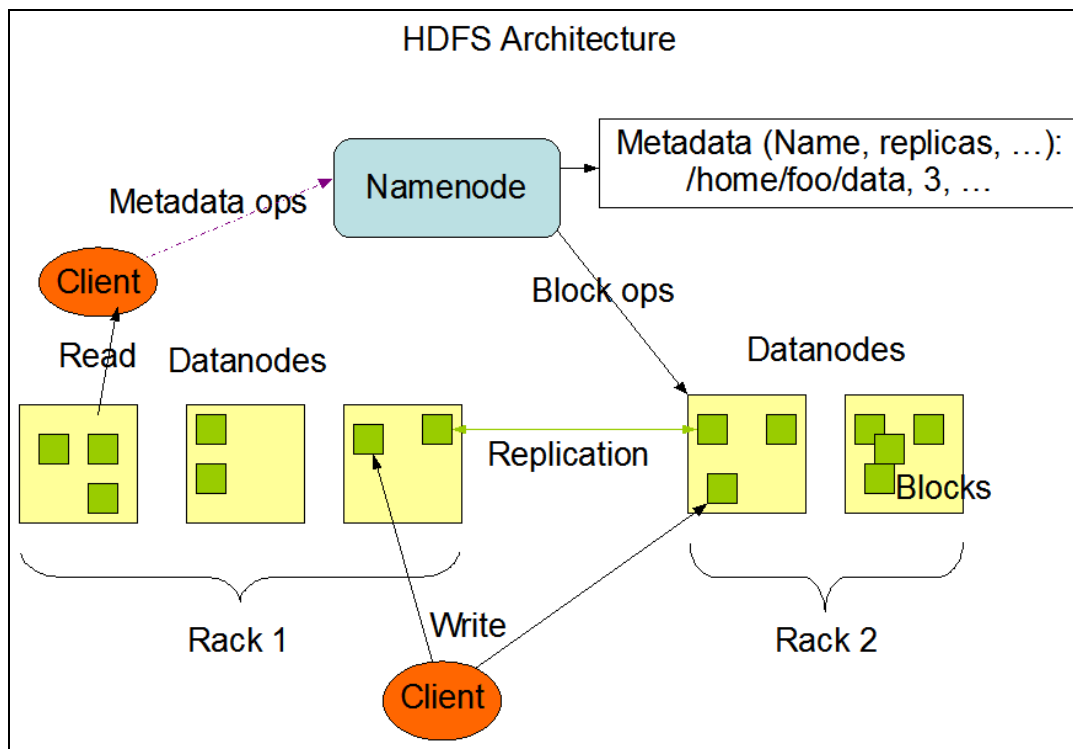 HDFS Architecture
Metadata (Name, replicas, …):
/home/foo/data, 3, …
Namenode
Metadata ops
Client
Block ops
Read
Datanodes
Datanodes
Replication
Blocks
Rack 1
Write
Rack 2
Client